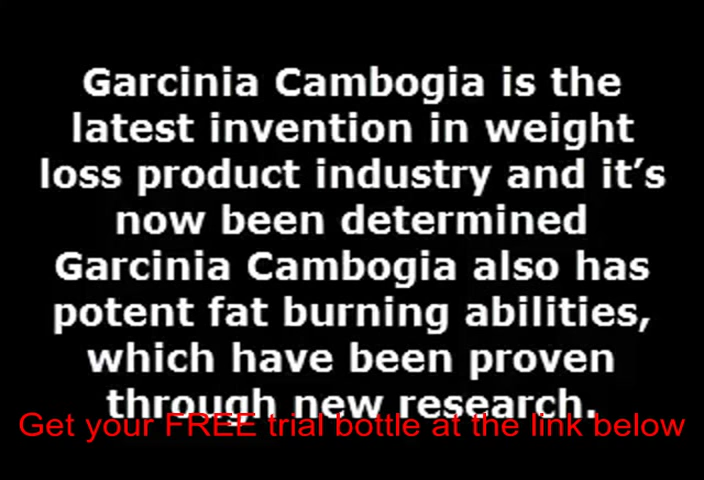 Garcinia Cambogia is the
latest invention in weight
loss product industry and it’s
now been determined
Garcinia Cambogia also has
potent fat burning abilities,
which have been proven
through new research.
Get your FREE trial bottle at the link below